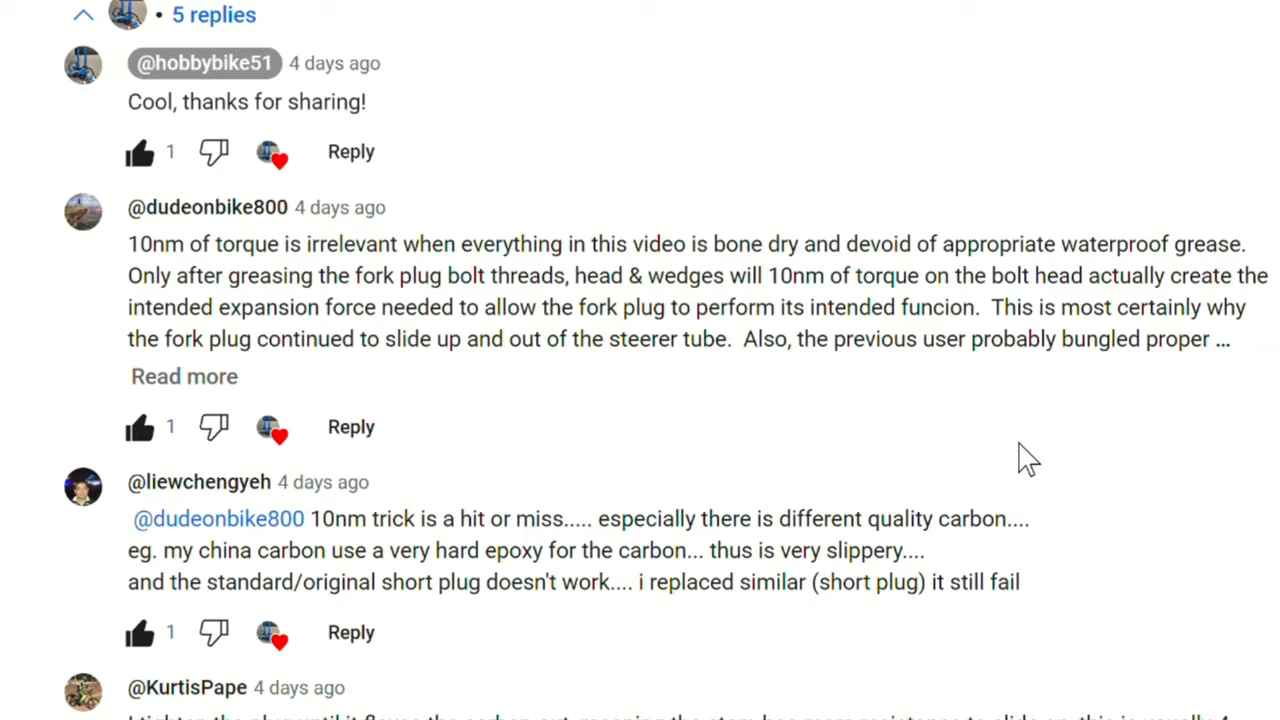 • 5 replies
@hobbybike51 4 days ago
Cool, thanks for sharing!
1 Reply
@dudeonbike800 4 days ago
10nm of torque is irrelevant when everything in this video is bone dry and devoid of appropriate waterproof grease.
Only after greasing the fork plug bolt threads, head & wedges will 10nm of torque on the bolt head actually create the
intended expansion force needed to allow the fork plug to perform its intended funcion. This is most certainly why
the fork plug continued to slide up and out of the steerer tube. Also, the previous user probably bungled proper ...
Read more
1 Reply
@liewchengyeh 4 days ago
@dudeonbike800 10nm trick is a hit or miss..... especially there is different quality carbon....
eg. my china carbon use a very hard epoxy for the carbon... thus is very slippery....
and the standard/original short plug doesn't work.... i replaced similar (short plug) it still fail
1 Reply
@KurtisPape 4 days ago